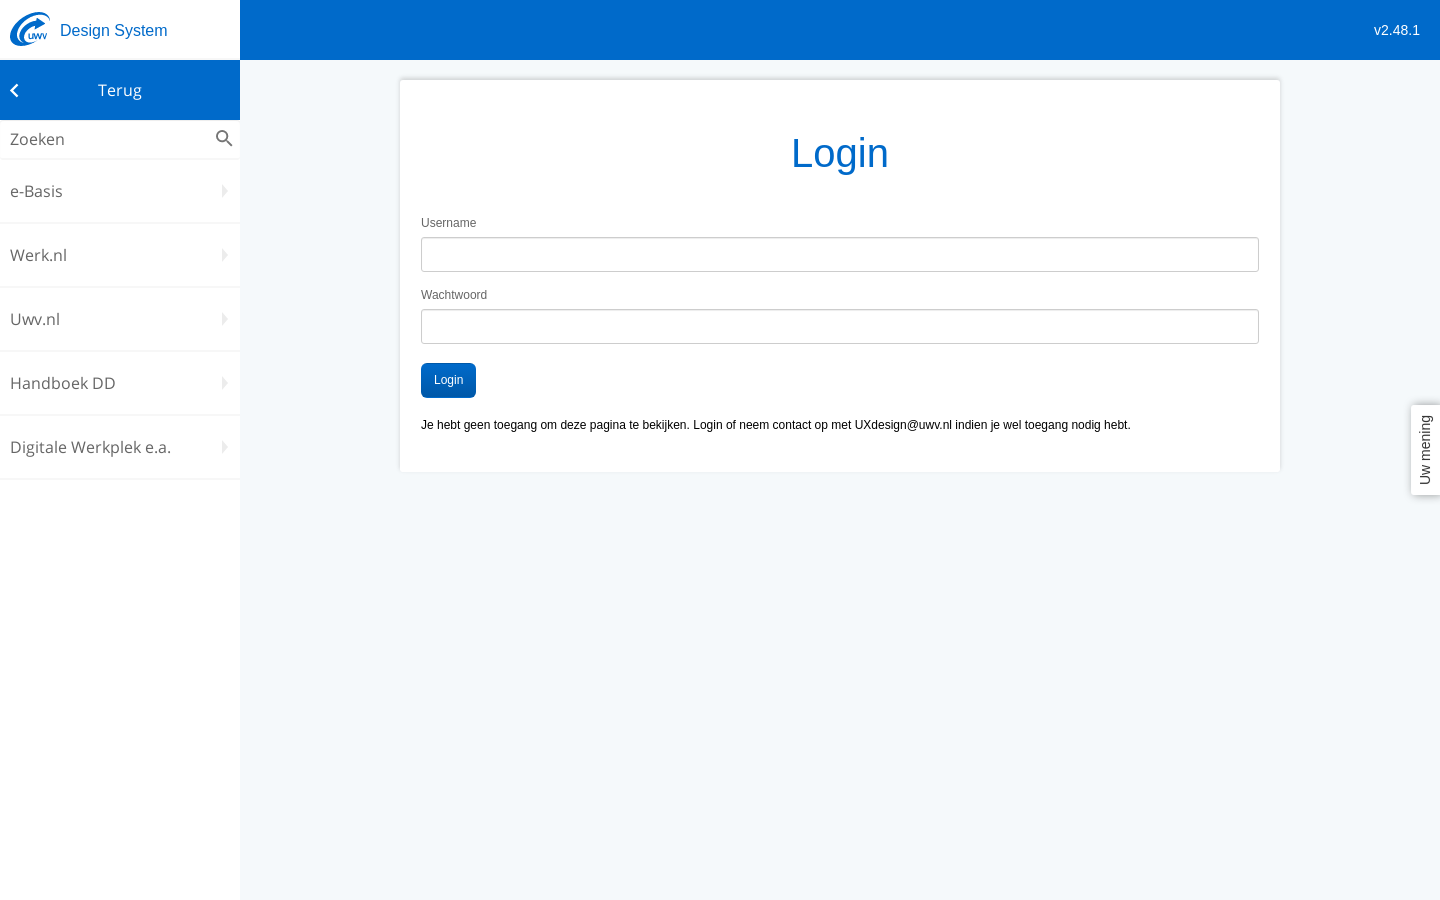 UWV
Design System
v2.48.1
Terug
Zoeken
e-Basis
Werk.nl
Uwv.nl
Handboek DD
Digitale Werkplek e.a.
Login
Username
Wachtwoord
Login
Je hebt geen toegang om deze pagina te bekijken. Login of neem contact op met UXdesign@uwv.nl indien je wel toegang nodig hebt.
Uw mening